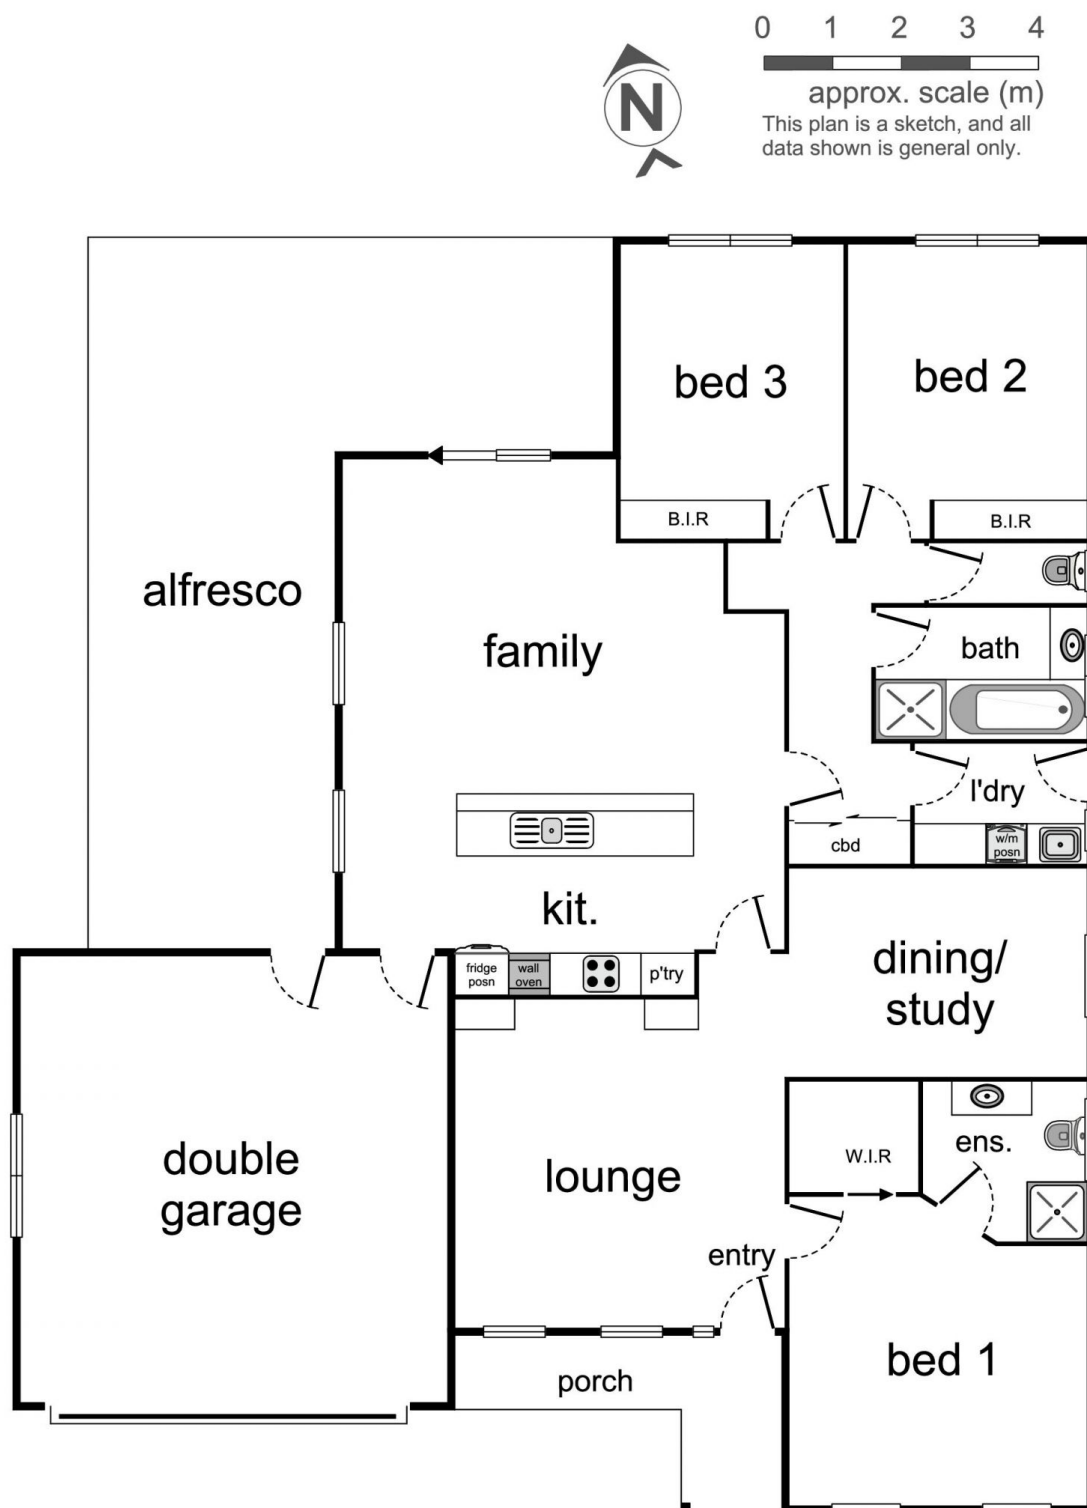 0 1 2 3 4
N
approx. scale (m)
This plan is a sketch, and all
data shown is general only.
bed 3
bed 2
B.I.R
B.I.R
alfresco
family
bath
l'dry
w/m
posn
cbd
kit.
fridge
posn
wall
oven
p'try
dining/
study
double
garage
lounge
W.I.R
ens.
entry
bed 1
porch